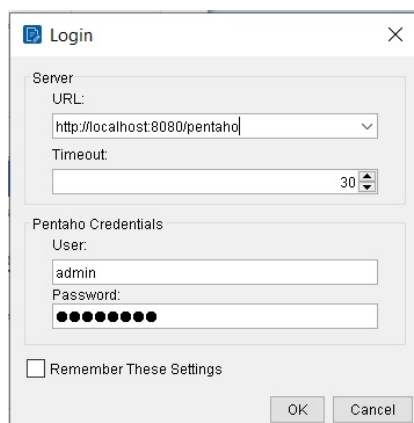 Login
Server
URL:
http://localhost:8080/pentaho
Timeout:
30
Pentaho Credentials
User:
admin
Password:
●●●●●●●●
Remember These Settings
OK Cancel